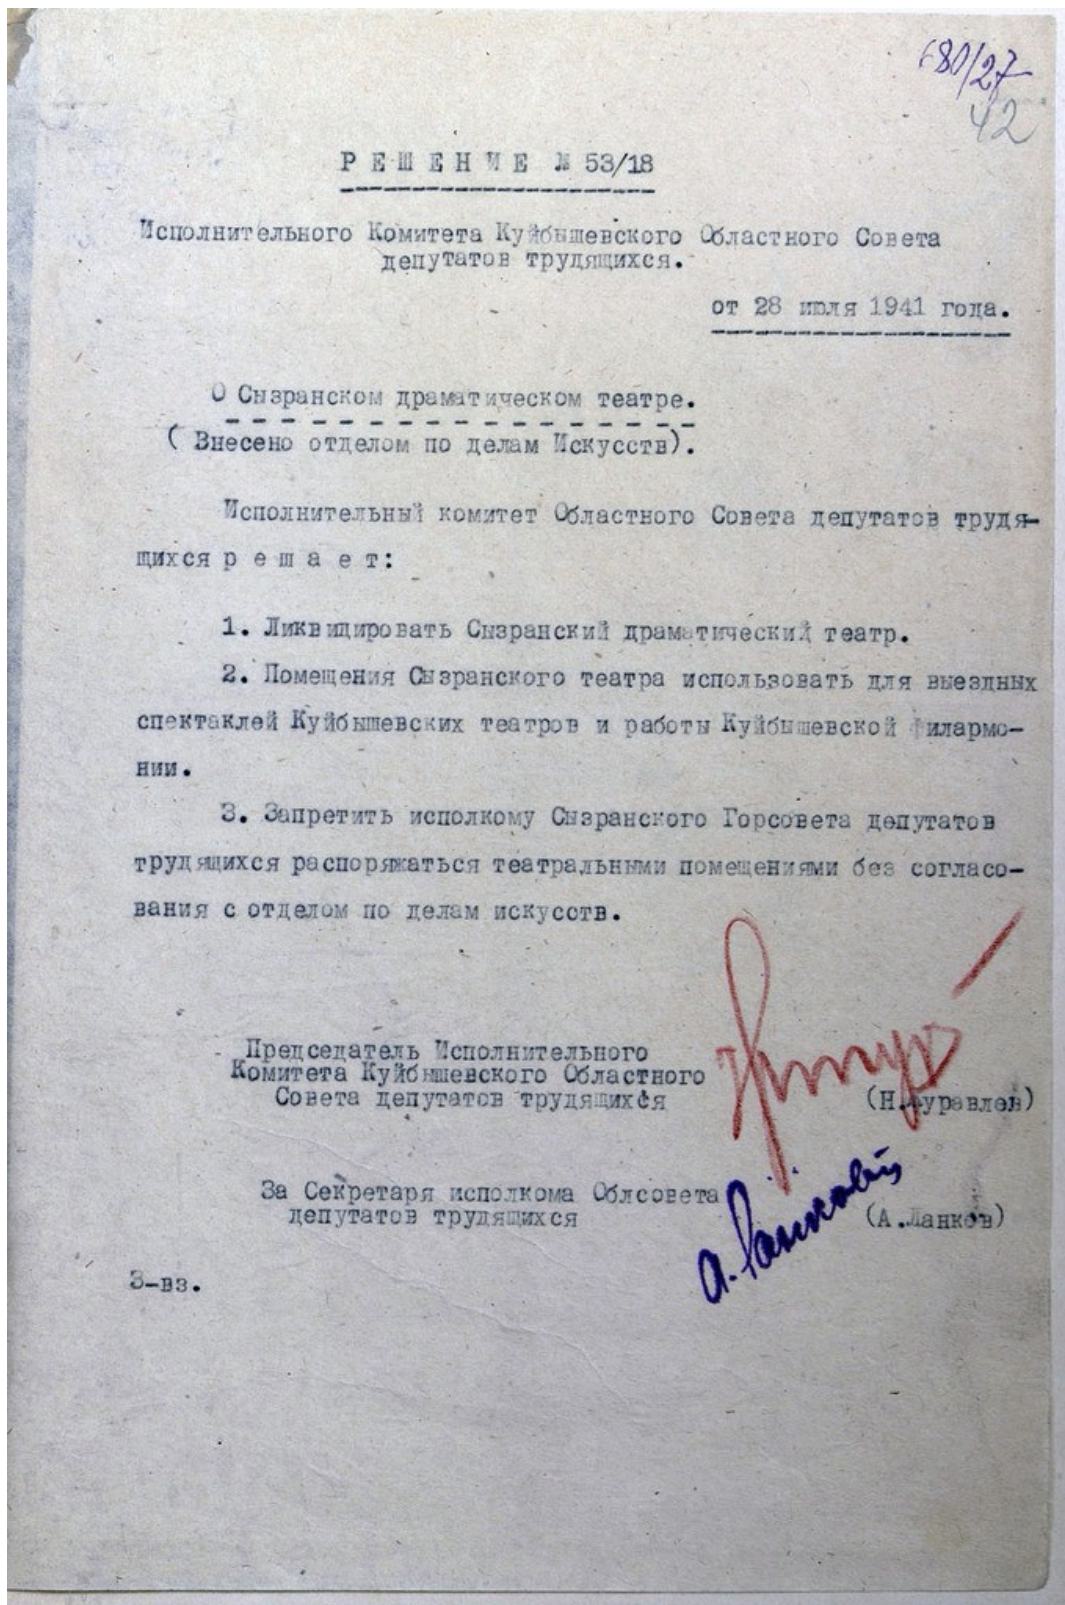 680/27
42
РЕШЕНИЕ № 53/18
Исполнительного Комитета Куйбышевского Областного Совета
депутатов трудящихся.
от 28 июля 1941 года.
О Сызранском драматическом театре.
( Внесено отделом по делам Искусств).
Исполнительный комитет Областного Совета депутатов трудя-
щихся р е ш а е т:
1. Ликвидировать Сызранский драматический театр.
2. Помещения Сызранского театра использовать для выездных
спектаклей Куйбышевских театров и работы Куйбышевской филармо-
нии.
3. Запретить исполкому Сызранского Горсовета депутатов
трудящихся распоряжаться театральными помещениями без согласо-
вания с отделом по делам искусств.
Председатель Исполнительного
Комитета Куйбышевского Областного
Совета депутатов трудящихся (Н.Журавлев)
За Секретаря исполкома Облсовета
депутатов трудящихся А.Ланков (А.Ланков)
3-вз.